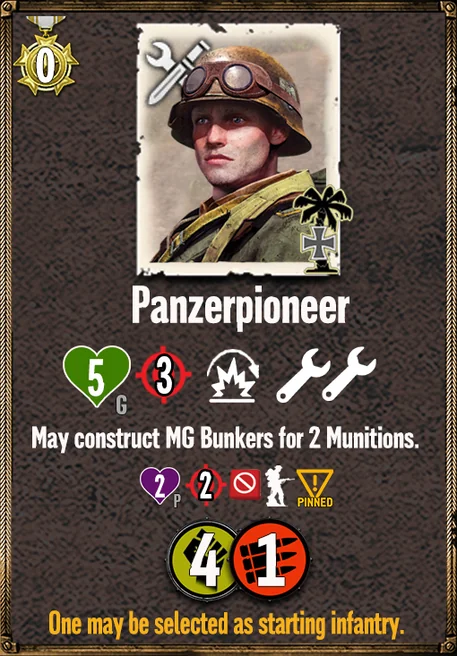 0
Panzerpioneer
5 G 3
May construct MG Bunkers for 2 Munitions.
2 P 2 PINNED
4 1
One may be selected as starting infantry.